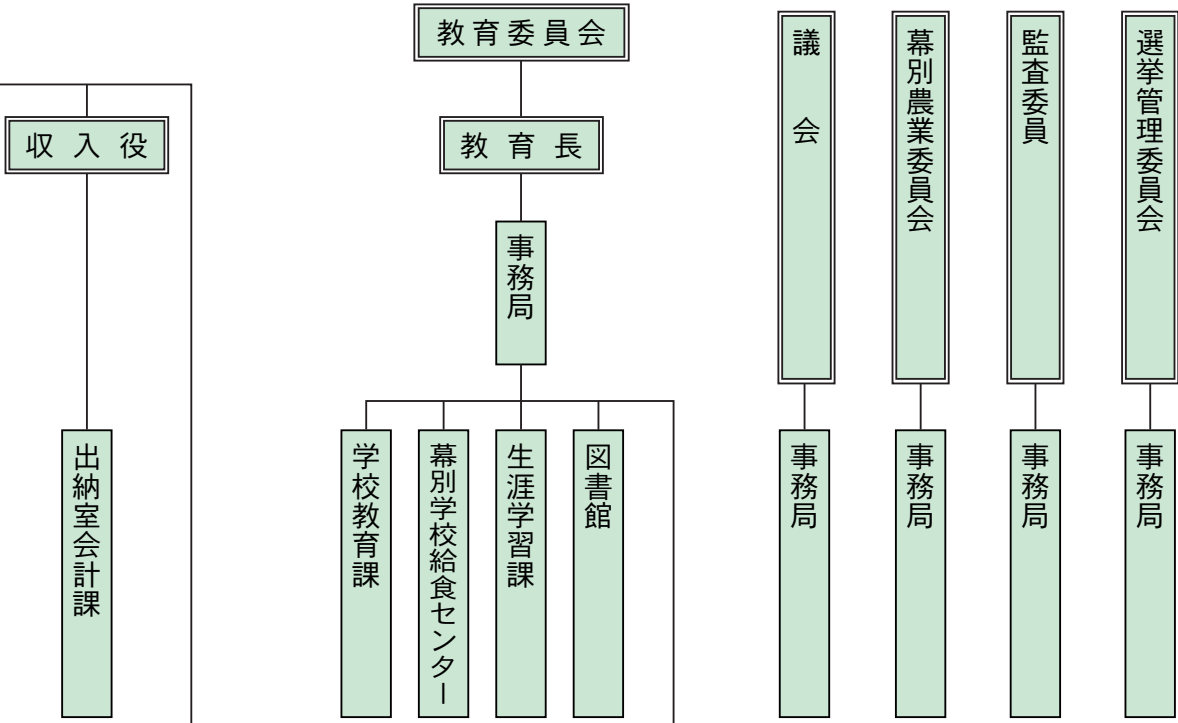 教育委員会
収入役
教育長
事務局
出納室会計課
学校教育課
幕別学校給食センター
生涯学習課
図書館
議会
事務局
幕別農業委員会
事務局
監査委員
事務局
選挙管理委員会
事務局